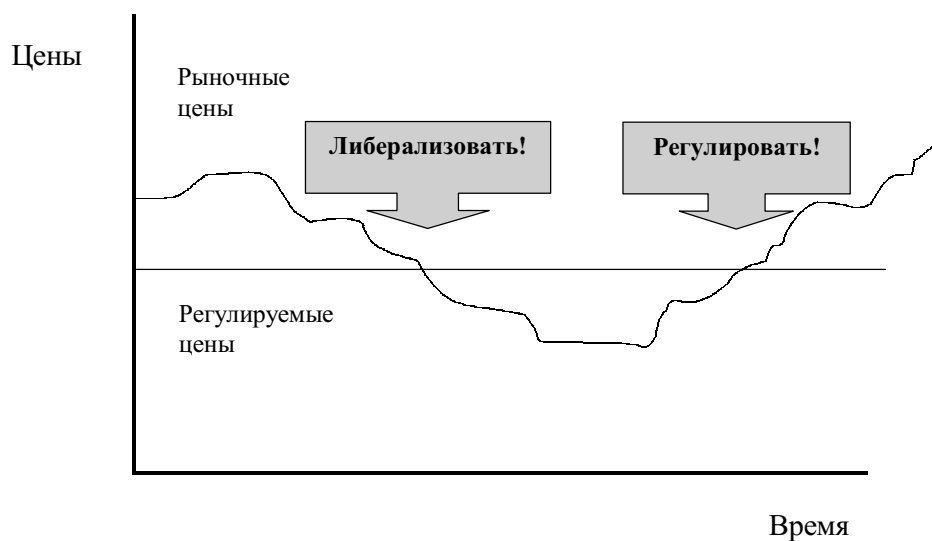 Цены
Рыночные
цены
Либерализовать!
Регулировать!
Регулируемые
цены
Время